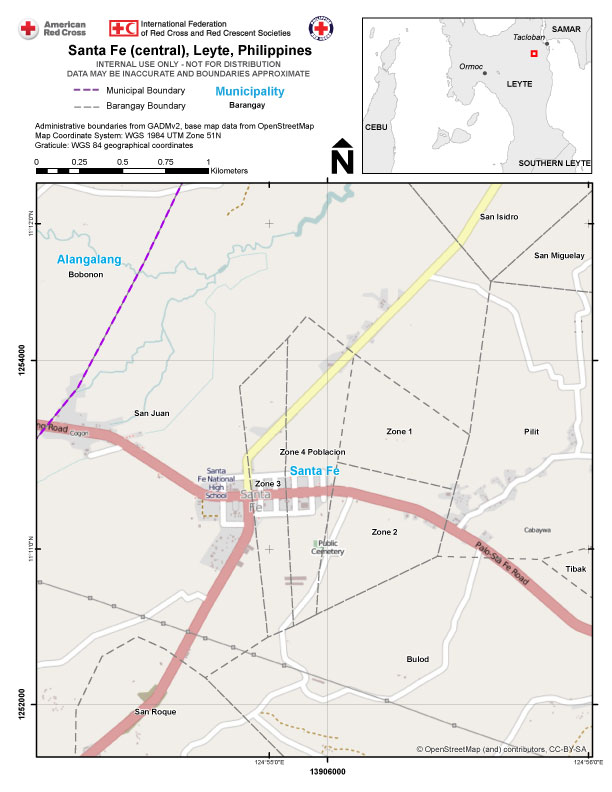 American
Red Cross
International Federation
of Red Cross and Red Crescent Societies
Santa Fe (central), Leyte, Philippines
INTERNAL USE ONLY - NOT FOR DISTRIBUTION
DATA MAY BE INACCURATE AND BOUNDARIES APPROXIMATE
Municipal Boundary
Municipality
Barangay Boundary
Barangay
Administrative boundaries from GADMv2, base map data from OpenStreetMap
Map Coordinate System: WGS 1984 UTM Zone 51N
Graticule: WGS 84 geographical coordinates
0 0.25 0.5 0.75 1
Kilometers
N
SAMAR
Tacloban
Ormoc
LEYTE
CEBU
SOUTHERN LEYTE
11°12'0"N
San Isidro
San Miguelay
Alangalang
Bobonon
1254000
San Juan
ng Road
Cogon
Zone 1
Pilit
Zone 4 Poblacion
Santa Fe
Santa
Fe National
High
School
Zone 3
Santa
Fe
Zone 2
Cabaywa
Public
Cemetery
Palo-Sta Fe Road
11°11'0"N
Tibak
Bulod
1252000
San Roque
© OpenStreetMap (and) contributors, CC-BY-SA
124°55'0"E
124°56'0"E
13906000